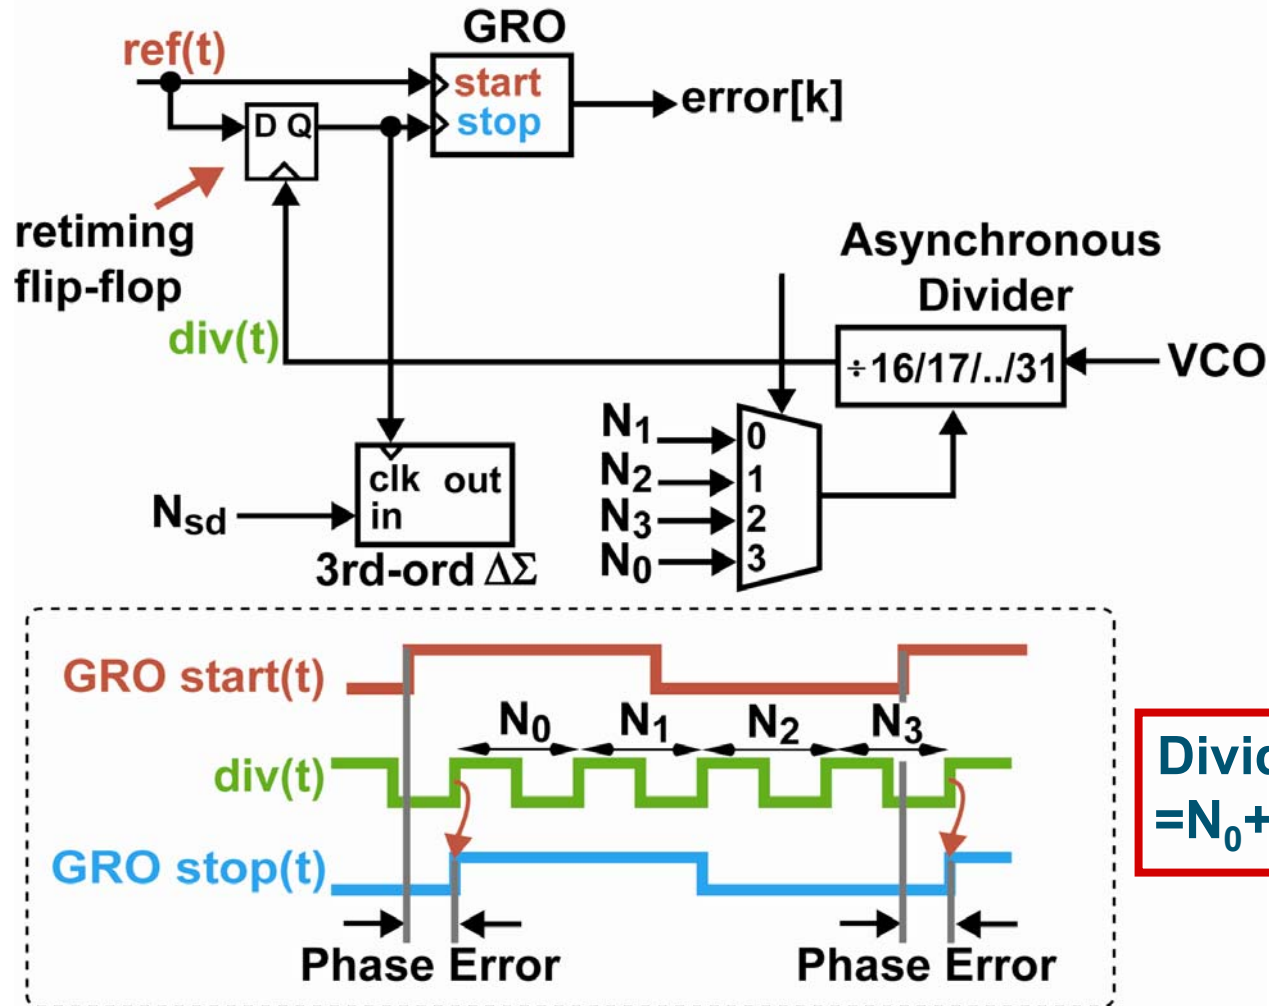 GRO
ref(t)
start
stop
error[k]
D Q
retiming
flip-flop
Asynchronous
Divider
div(t)
÷16/17/../31
VCO
N₁
N₂
N₃
N₀
0
1
2
3
clk out
in
Nsd
3rd-ord ΔΣ
GRO start(t)
N₀ N₁ N₂ N₃
div(t)
GRO stop(t)
Phase Error
Phase Error
=N₀+